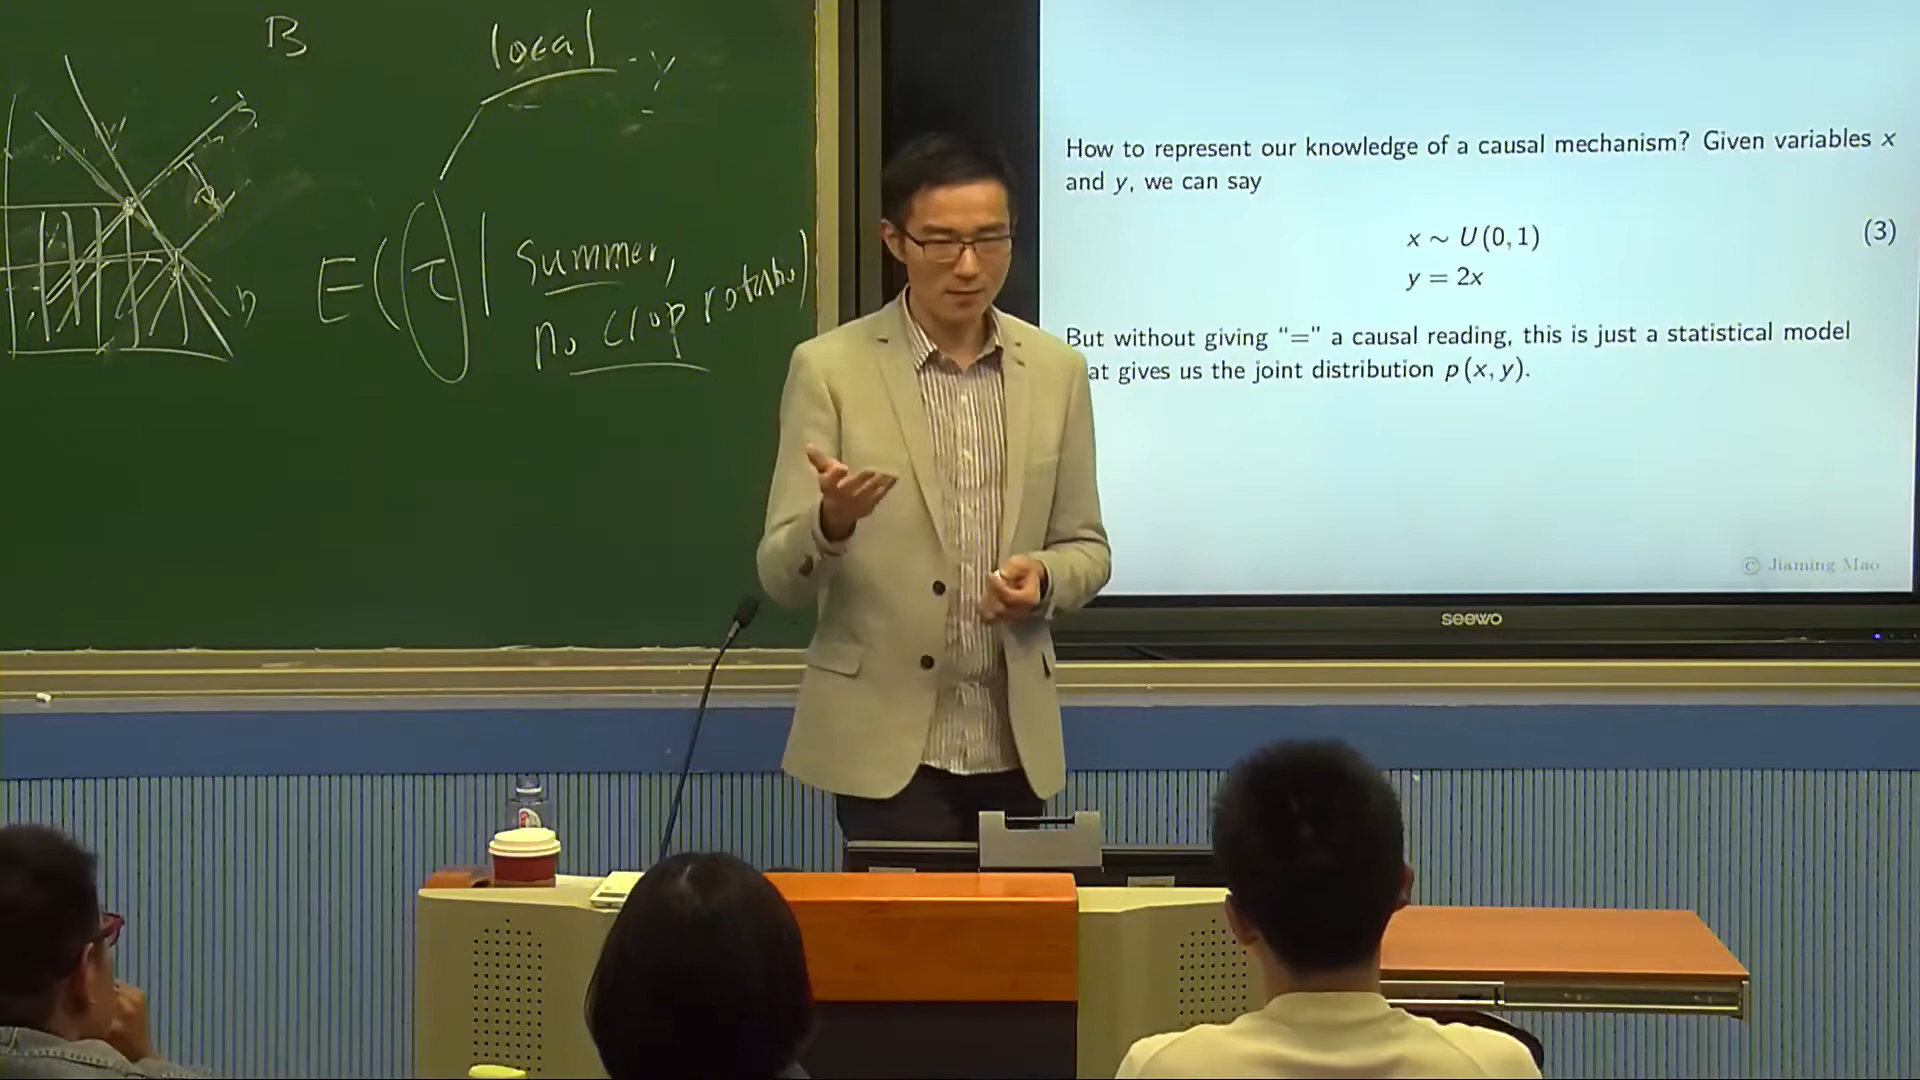 B
local
E(τ | summer,
no crop rotation)
S
D
How to represent our knowledge of a causal mechanism? Given variables x
and y, we can say
x ∼ U(0, 1)
(3)
y = 2x
But without giving “=” a causal reading, this is just a statistical model
at gives us the joint distribution p(x, y).
© Jiaming Mao
seewo